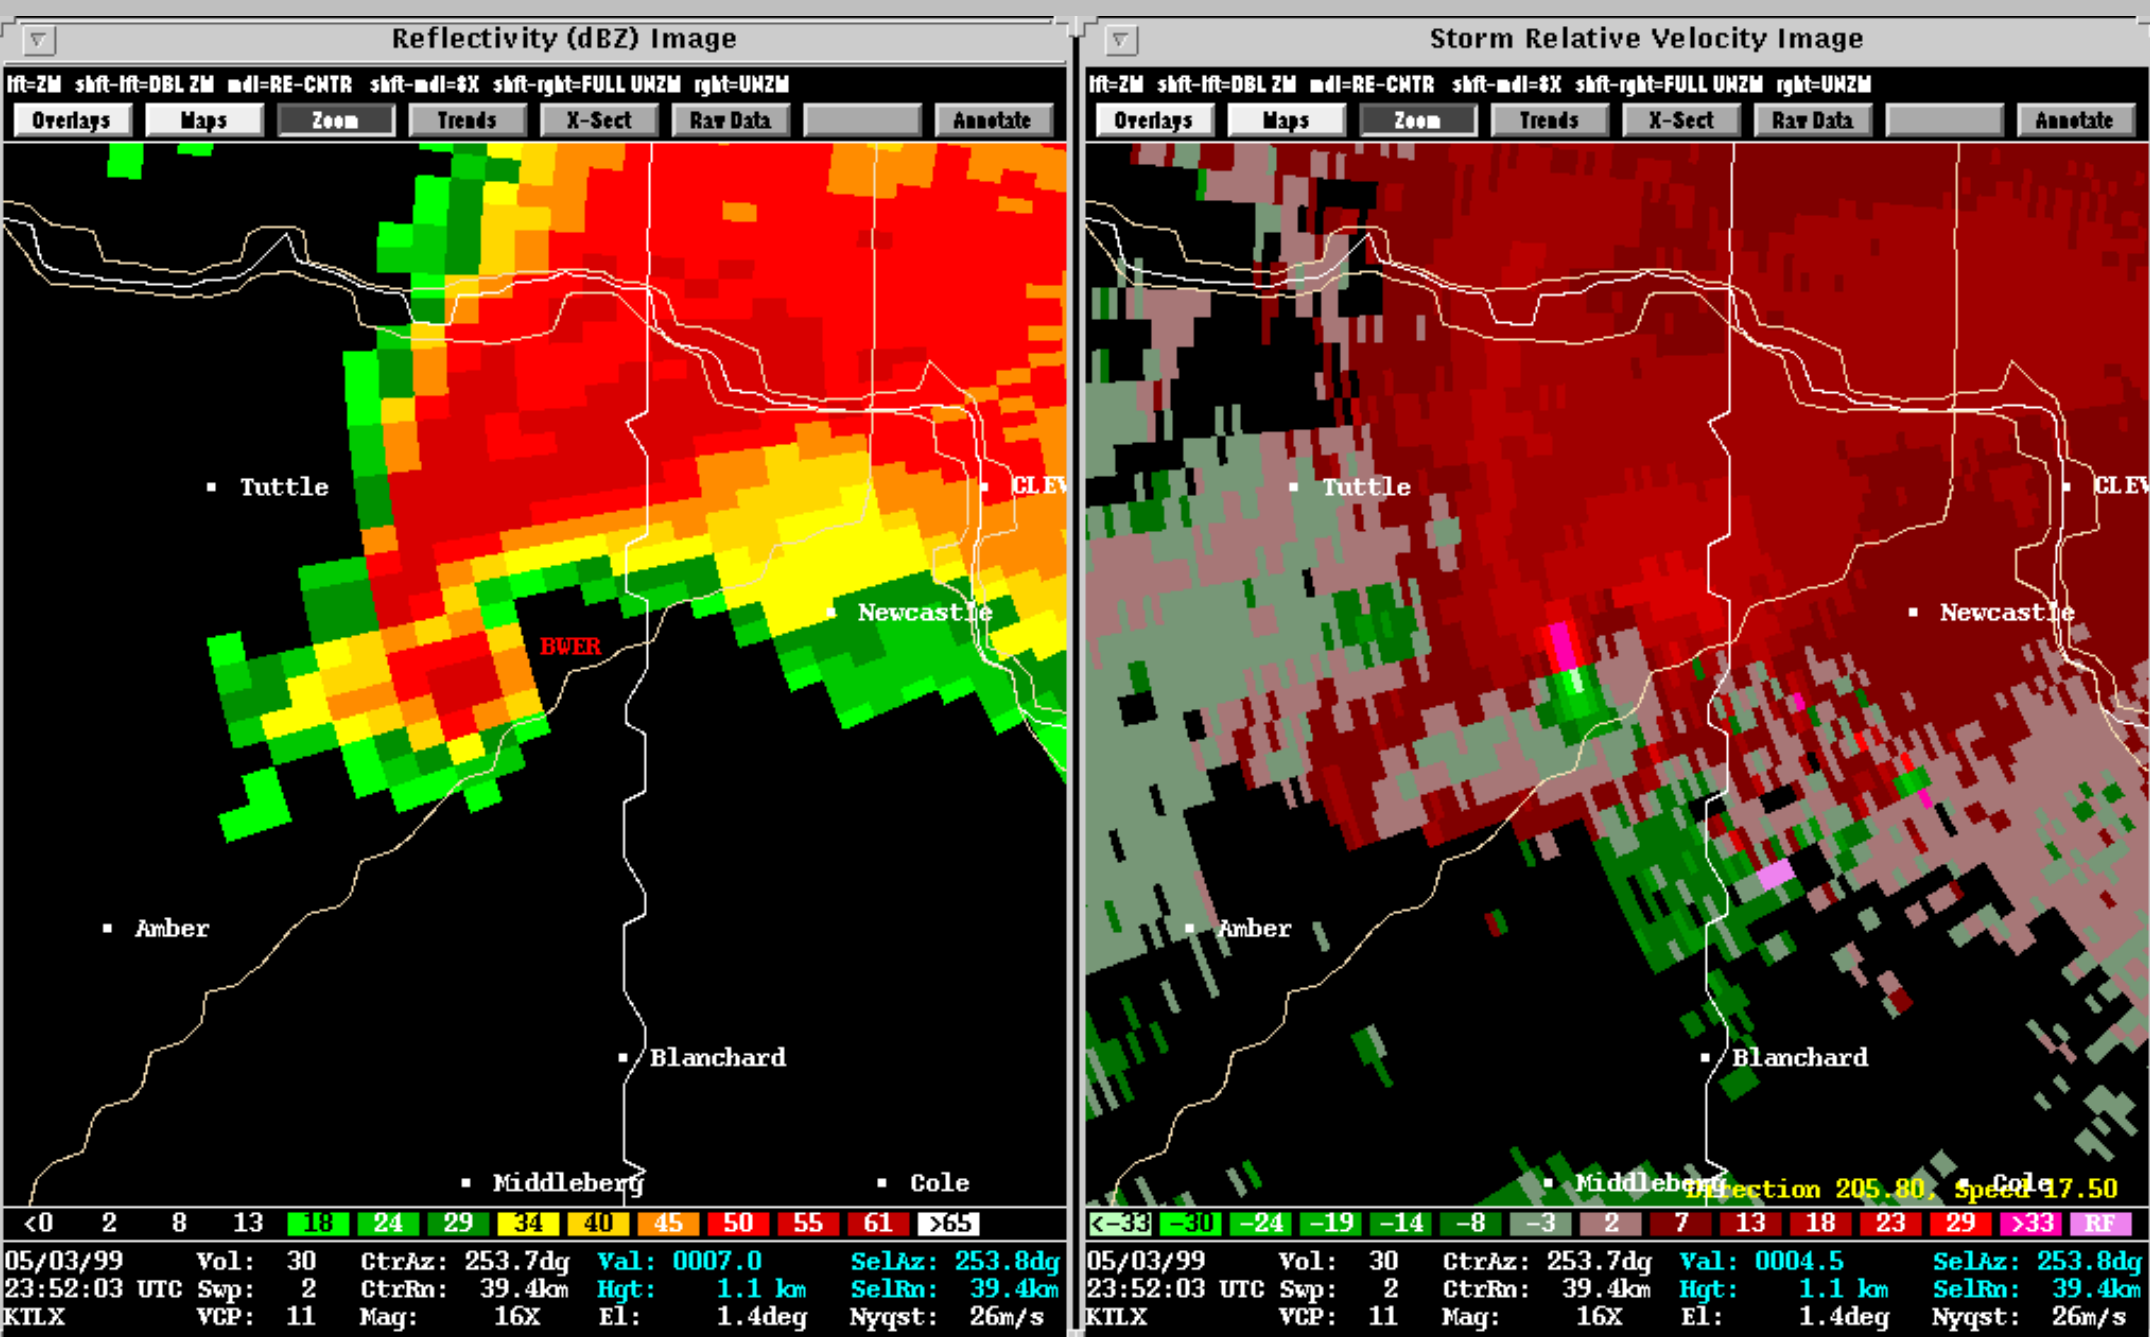 Reflectivity (dBZ) Image
lft=ZM shft-lft=DBL ZM mdl=RE-CNTR shft-mdl=$X shft-rght=FULL UNZM rght=UNZM
Overlays Maps Zoom Trends X-Sect Raw Data Annotate
Tuttle
CLEV
Newcastle
BWER
Amber
Blanchard
Middleberg
Cole
<0 2 8 13 18 24 29 34 40 45 50 55 61 >65
05/03/99 Vol: 30 CtrAz: 253.7dg Val: 0007.0 SelAz: 253.8dg
23:52:03 UTC Swp: 2 CtrRn: 39.4km Hgt: 1.1 km SelRn: 39.4km
KTLX VCP: 11 Mag: 16X El: 1.4deg Nyqst: 26m/s
Storm Relative Velocity Image
lft=ZM shft-lft=DBL ZM mdl=RE-CNTR shft-mdl=$X shft-rght=FULL UNZM rght=UNZM
Overlays Maps Zoom Trends X-Sect Raw Data Annotate
Tuttle
CLEV
Newcastle
Amber
Blanchard
Middleberg
Cole
Direction 205.80, Speed 17.50
<-33 -30 -24 -19 -14 -8 -3 2 7 13 18 23 29 >33 RF
05/03/99 Vol: 30 CtrAz: 253.7dg Val: 0004.5 SelAz: 253.8dg
23:52:03 UTC Swp: 2 CtrRn: 39.4km Hgt: 1.1 km SelRn: 39.4km
KTLX VCP: 11 Mag: 16X El: 1.4deg Nyqst: 26m/s